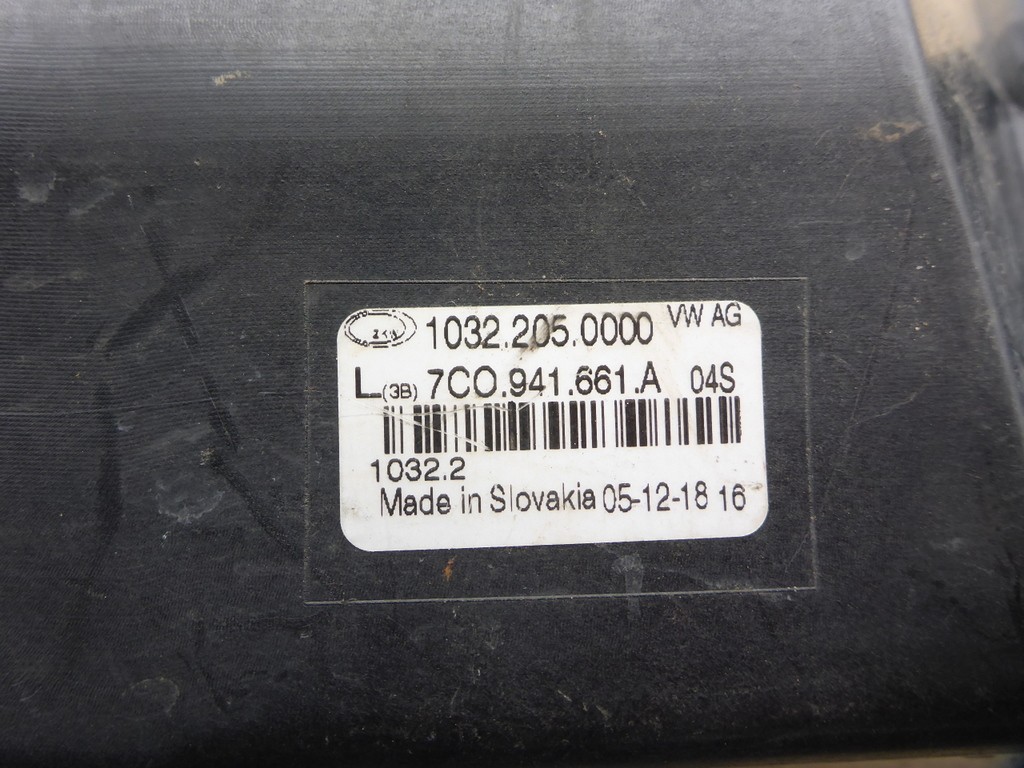 ZKW 1032.205.0000 VW AG
L(3B) 7C0.941.661.A 04S
1032.2
Made in Slovakia 05-12-18 16